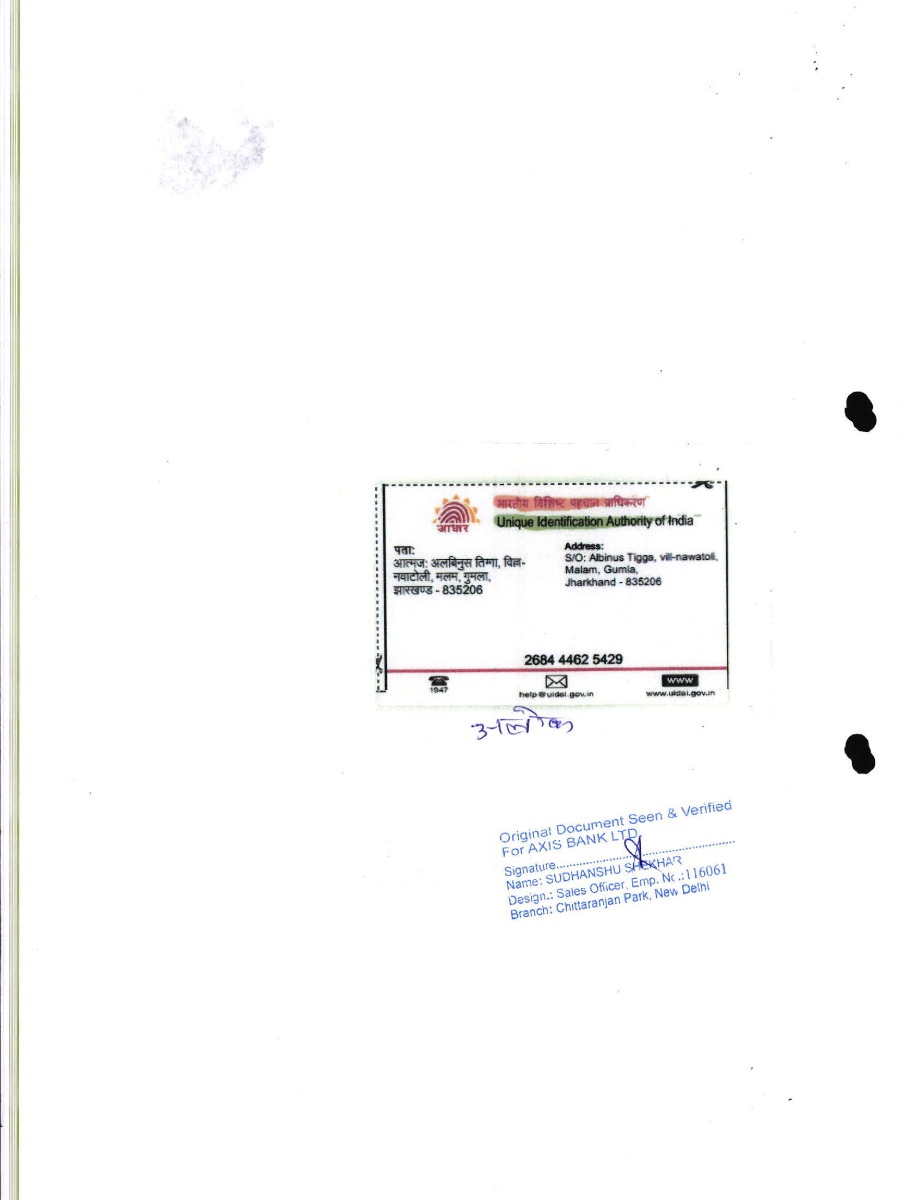 आधार
भारतीय विशिष्ट पहचान प्राधिकरण
Unique Identification Authority of India
पता:
आत्मज: अलबिनुस तिग्गा, विल्ल-
नयाटोली, मलम, गुमला,
झारखण्ड - 835206
Address:
S/O: Albinus Tigga, vill-nawatoli,
Malam, Gumla,
Jharkhand - 835206
2684 4462 5429
1947
help@uidai.gov.in
WWW
www.uidai.gov.in
Original Document Seen & Verified
For AXIS BANK LTD.
Signature
Name: SUDHANSHU SHEKHAR
Design.: Sales Officer, Emp. No.:116061
Branch: Chittaranjan Park, New Delhi